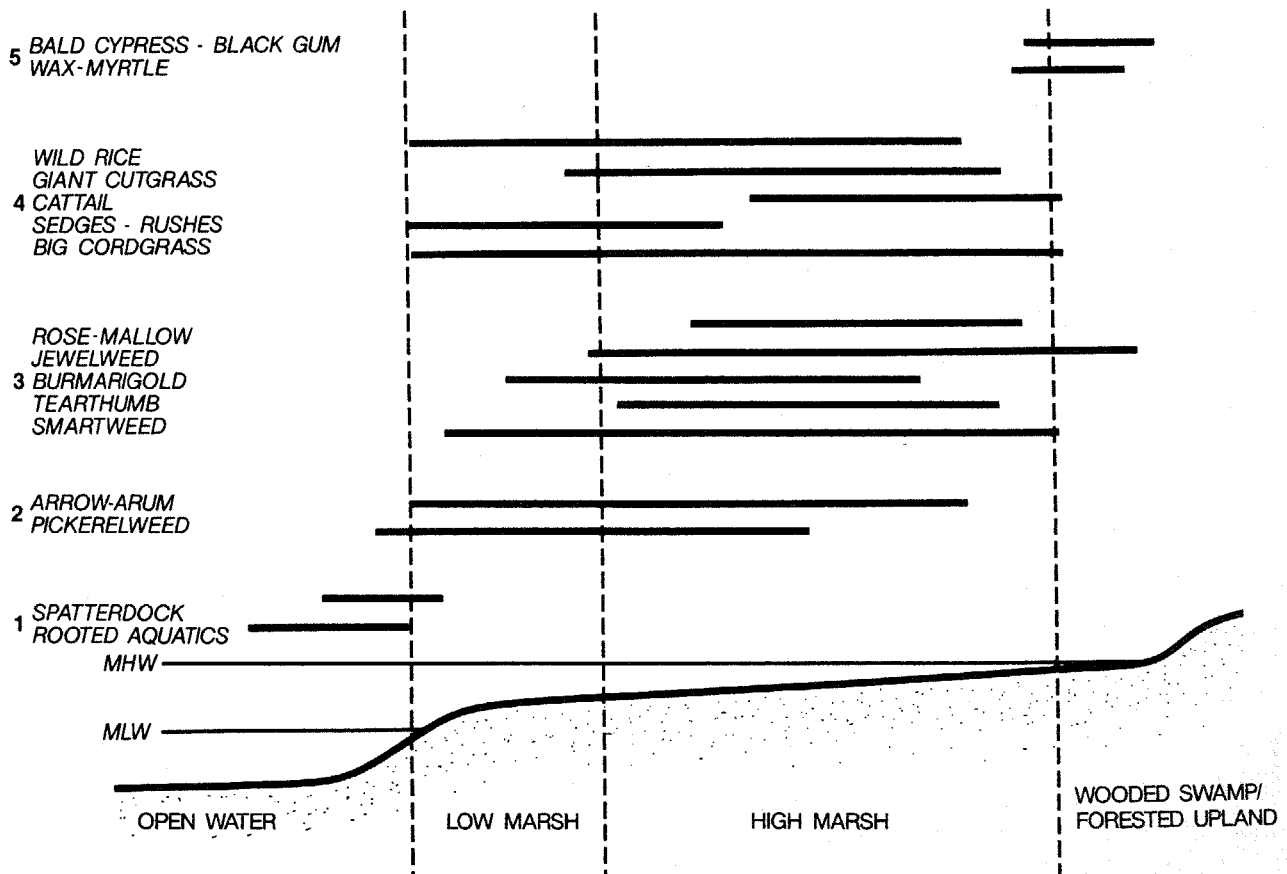 5 BALD CYPRESS - BLACK GUM
WAX-MYRTLE
WILD RICE
GIANT CUTGRASS
4 CATTAIL
SEDGES - RUSHES
BIG CORDGRASS
ROSE-MALLOW
JEWELWEED
3 BURMARIGOLD
TEARTHUMB
SMARTWEED
2 ARROW-ARUM
PICKERELWEED
1 SPATTERDOCK
ROOTED AQUATICS
MHW
MLW
OPEN WATER
LOW MARSH
HIGH MARSH
WOODED SWAMP/
FORESTED UPLAND